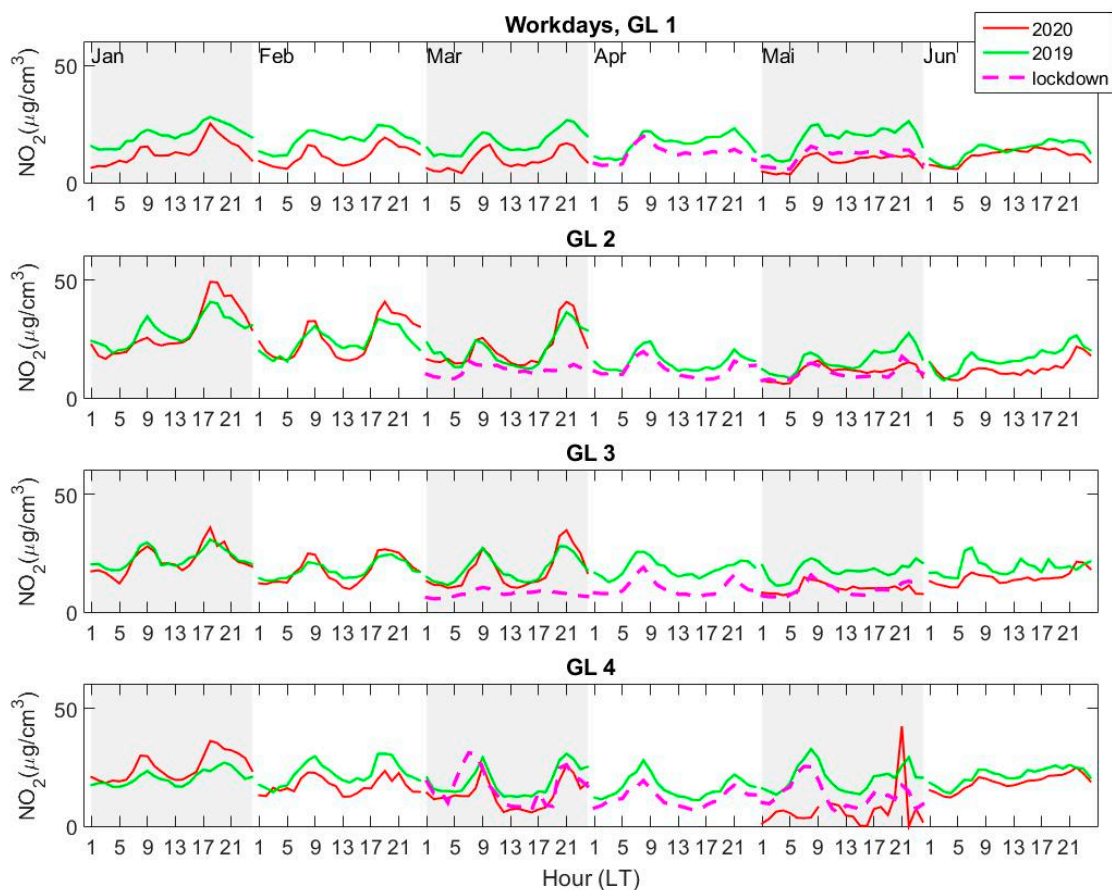 Workdays, GL 1
2020
2019
lockdown
Jan Feb Mar Apr Mai Jun
NO2(μg/cm3)
50
0
1 5 9 13 17 21 1 5 9 13 17 21 1 5 9 13 17 21 1 5 9 13 17 21 1 5 9 13 17 21 1 5 9 13 17 21
GL 2
NO2(μg/cm3)
50
0
1 5 9 13 17 21 1 5 9 13 17 21 1 5 9 13 17 21 1 5 9 13 17 21 1 5 9 13 17 21 1 5 9 13 17 21
GL 3
NO2(μg/cm3)
50
0
1 5 9 13 17 21 1 5 9 13 17 21 1 5 9 13 17 21 1 5 9 13 17 21 1 5 9 13 17 21 1 5 9 13 17 21
GL 4
NO2(μg/cm3)
50
0
1 5 9 13 17 21 1 5 9 13 17 21 1 5 9 13 17 21 1 5 9 13 17 21 1 5 9 13 17 21 1 5 9 13 17 21
Hour (LT)